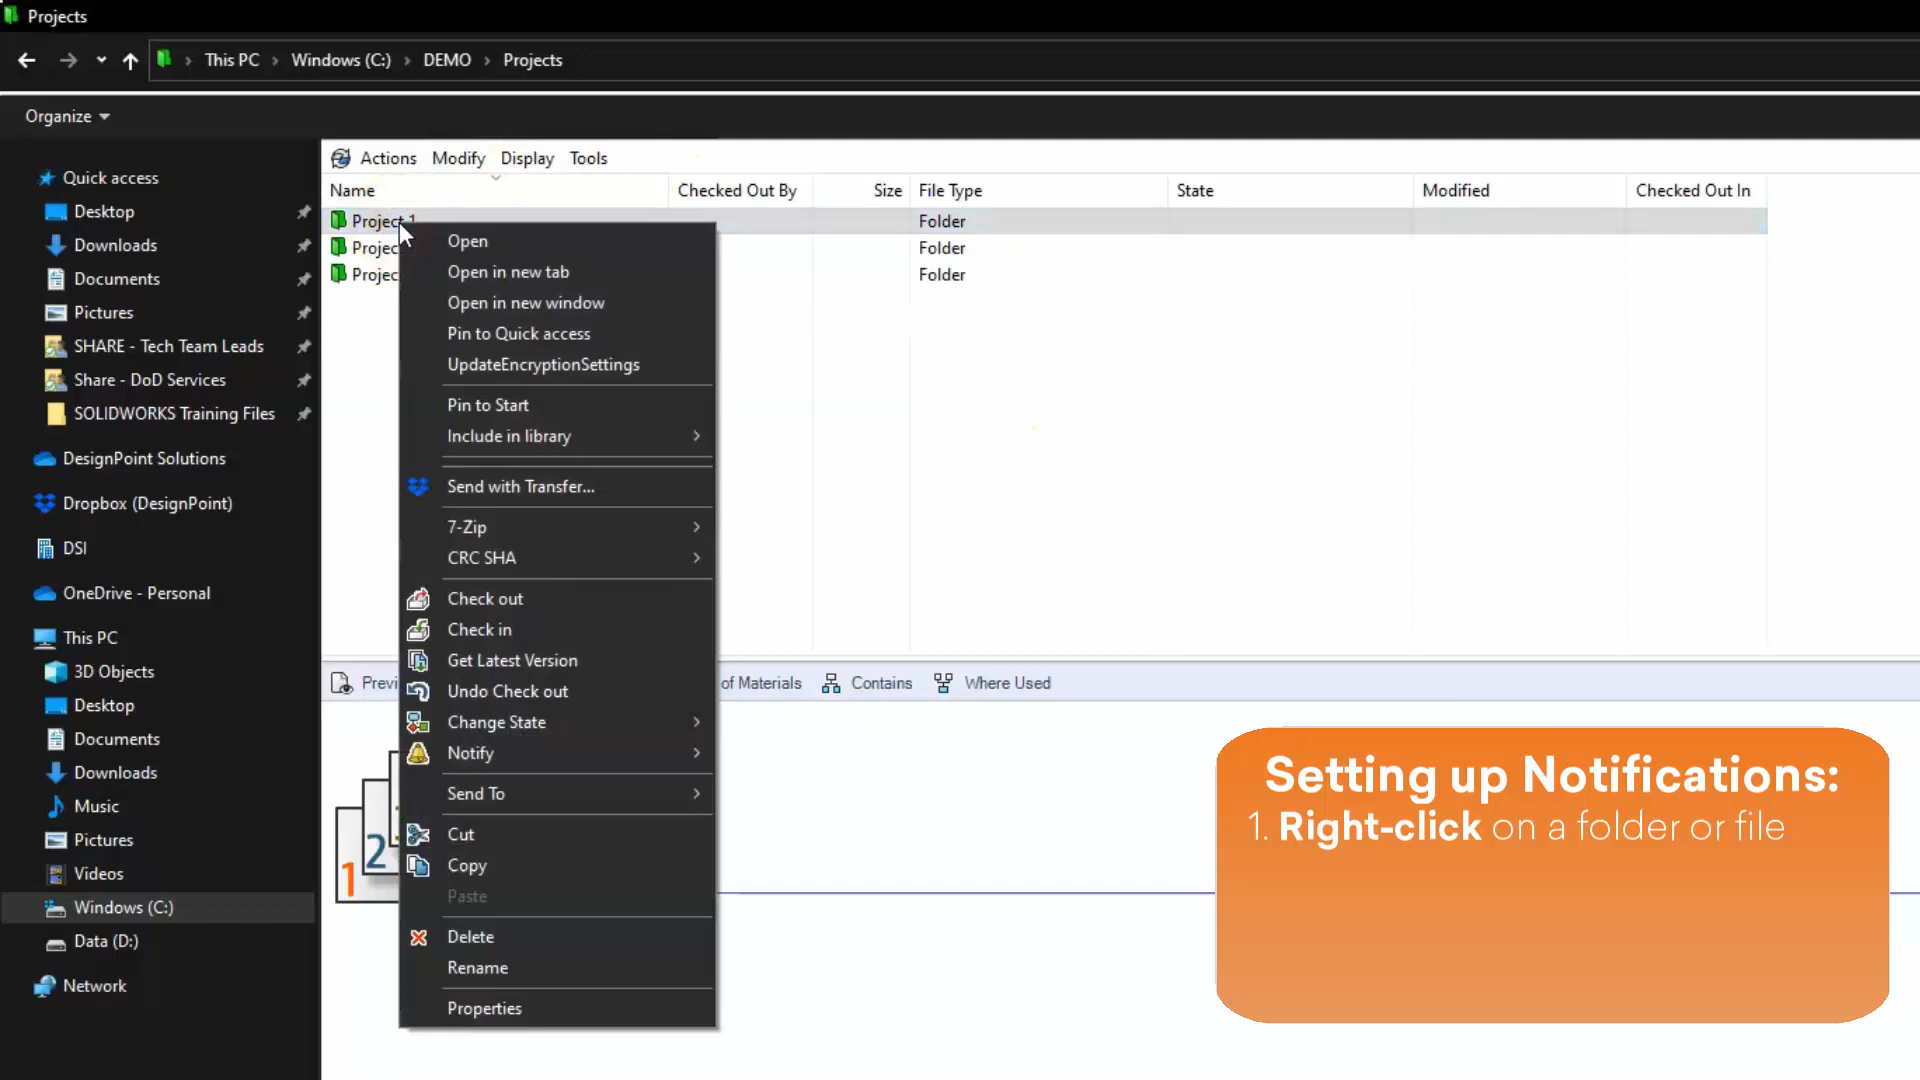 Projects
This PC > Windows (C:) > DEMO > Projects
Organize
Quick access
Desktop
Downloads
Documents
Pictures
SHARE - Tech Team Leads
Share - DoD Services
SOLIDWORKS Training Files
DesignPoint Solutions
Dropbox (DesignPoint)
DSI
OneDrive - Personal
This PC
3D Objects
Desktop
Documents
Downloads
Music
Pictures
Videos
Windows (C:)
Data (D:)
Network
Actions Modify Display Tools
Name Checked Out By Size File Type State Modified Checked Out In
Project 1 Folder
Projec Folder
Projec Folder
Open
Open in new tab
Open in new window
Pin to Quick access
UpdateEncryptionSettings
Pin to Start
Include in library
Send with Transfer...
7-Zip
CRC SHA
Check out
Check in
Get Latest Version
Undo Check out
Change State
Notify
Send To
Cut
Copy
Paste
Delete
Rename
Properties
Previ of Materials Contains Where Used
1 2
Setting up Notifications:
1. Right-click on a folder or file